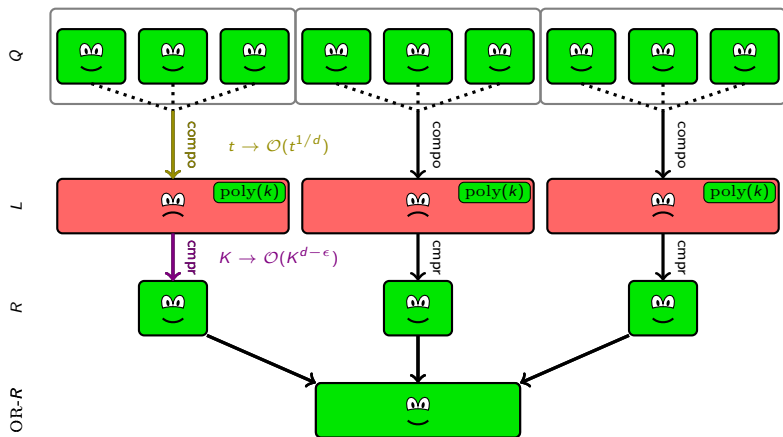 Q
compo
t → O(t^{1/d})
compo
compo
L
poly(k)
poly(k)
poly(k)
cmpr
K → O(K^{d−ϵ})
cmpr
cmpr
R
OR-R